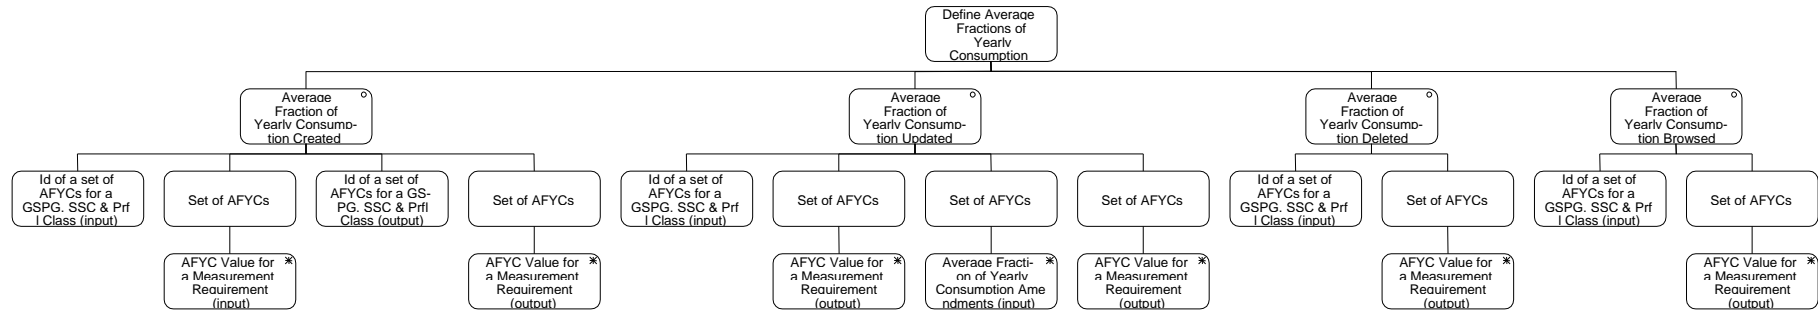 Define Average
Fractions of
Yearly
Consumption
Average
Fraction of
Yearly Consump-
tion Created
Average
Fraction of
Yearly Consump-
tion Updated
Average
Fraction of
Yearly Consump-
tion Deleted
Average
Fraction of
Yearly Consump-
tion Browsed
Id of a set of
AFYCs for a
GSPG, SSC & Prf
l Class (input)
Set of AFYCs
Id of a set of
AFYCs for a GS-
PG, SSC & Prfl
Class (output)
Set of AFYCs
Id of a set of
AFYCs for a
GSPG, SSC & Prf
l Class (input)
Set of AFYCs
Set of AFYCs
Set of AFYCs
Id of a set of
AFYCs for a
GSPG, SSC & Prf
l Class (input)
Set of AFYCs
Id of a set of
AFYCs for a
GSPG, SSC & Prf
l Class (input)
Set of AFYCs
AFYC Value for
a Measurement
Requirement
(input)
AFYC Value for
a Measurement
Requirement
(output)
AFYC Value for
a Measurement
Requirement
(output)
Average Fracti-
on of Yearly
Consumption Ame
ndments (input)
AFYC Value for
a Measurement
Requirement
(output)
AFYC Value for
a Measurement
Requirement
(output)
AFYC Value for
a Measurement
Requirement
(output)